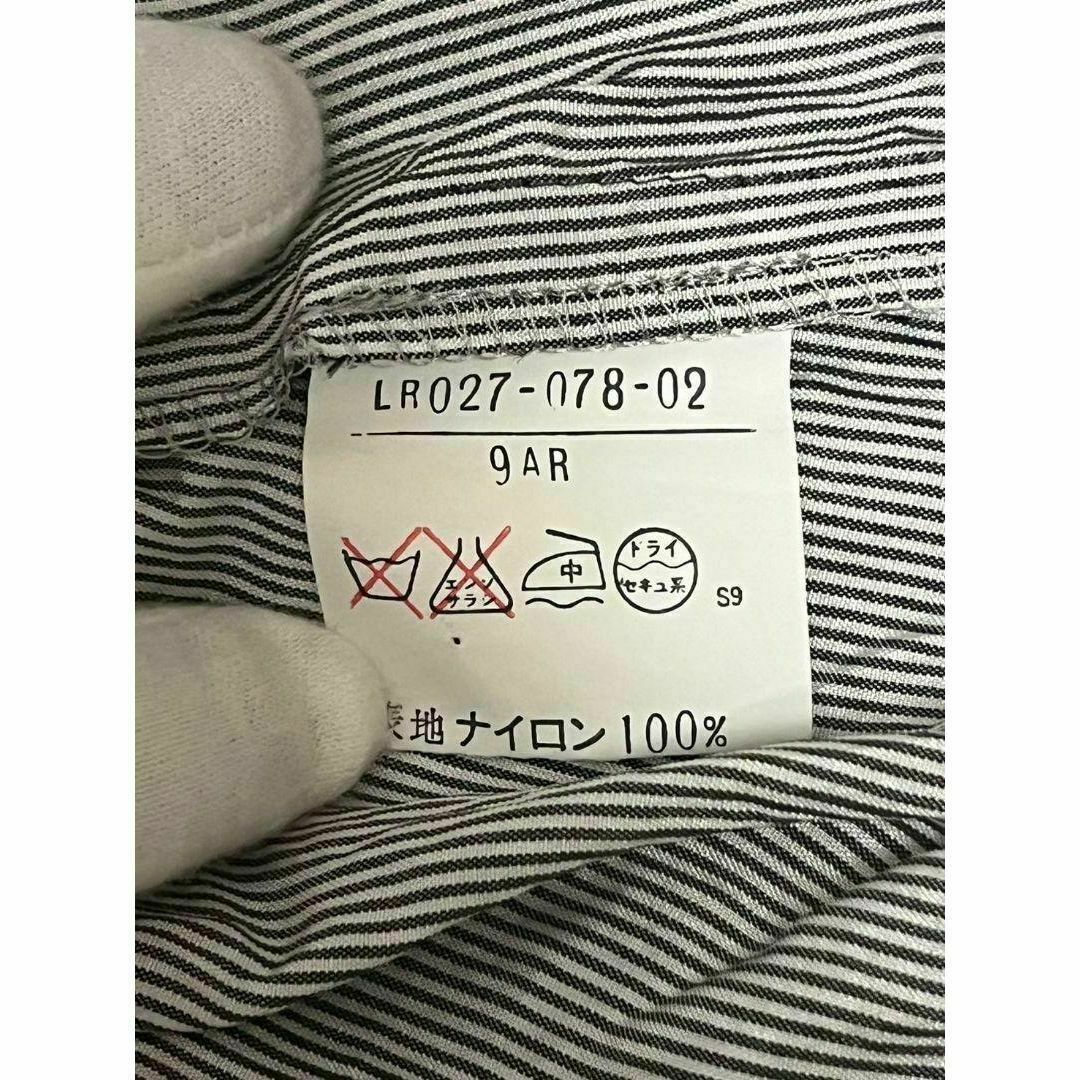 LR027-078-02
9AR
エンソ
サラシ
中
ドライ
セキユ系
S9
表地ナイロン100%